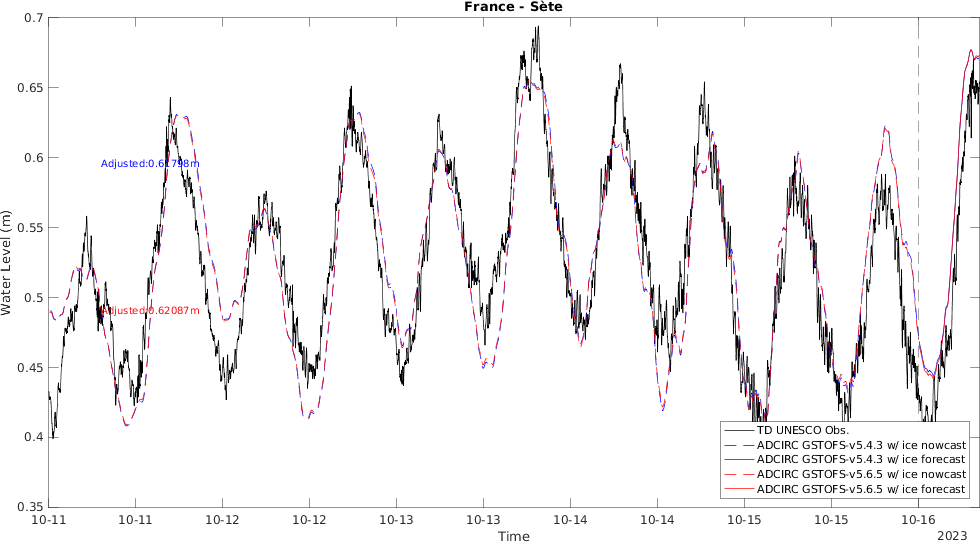 France - Sète
Water Level (m)
0.7
0.65
0.6
0.55
0.5
0.45
0.4
0.35
Adjusted:0.61798m
Adjusted:0.62087m
TD UNESCO Obs.
ADCIRC GSTOFS-v5.4.3 w/ ice nowcast
ADCIRC GSTOFS-v5.4.3 w/ ice forecast
ADCIRC GSTOFS-v5.6.5 w/ ice nowcast
ADCIRC GSTOFS-v5.6.5 w/ ice forecast
10-11 10-11 10-12 10-12 10-13 10-13 10-14 10-14 10-15 10-15 10-16
Time
2023